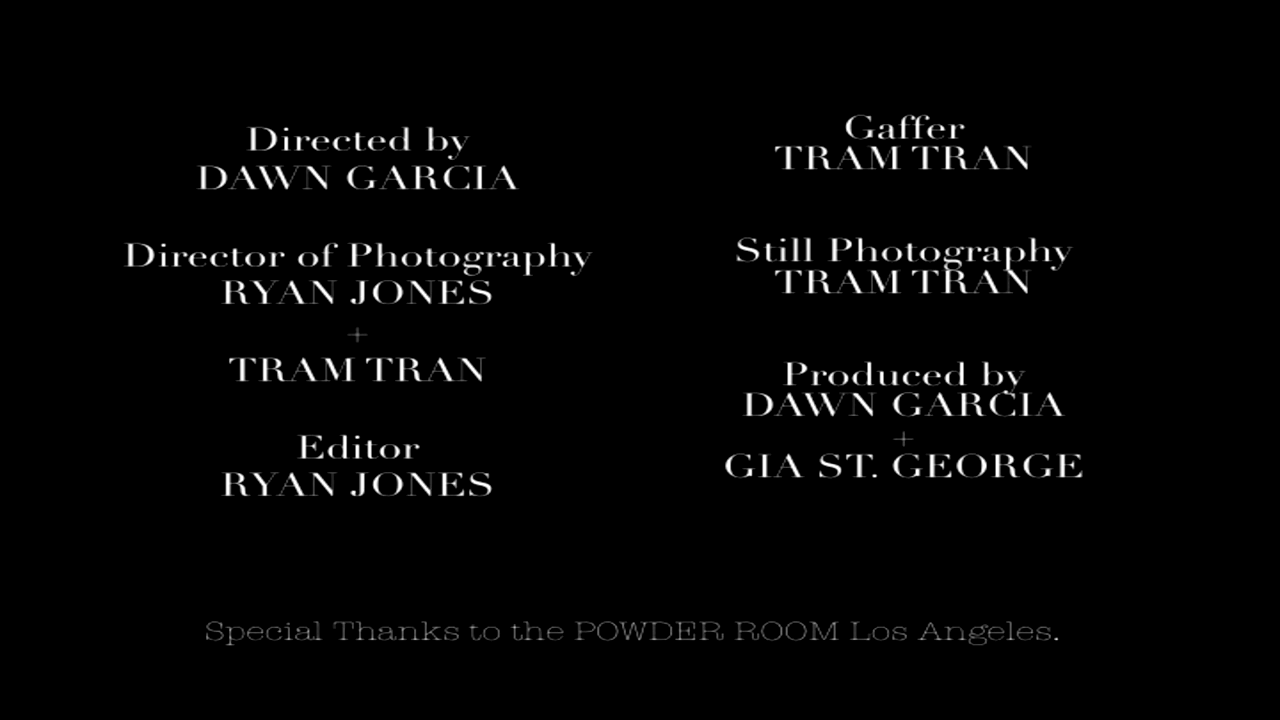 Directed by
DAWN GARCIA
Director of Photography
RYAN JONES
+
TRAM TRAN
Editor
RYAN JONES
Gaffer
TRAM TRAN
Still Photography
TRAM TRAN
Produced by
DAWN GARCIA
+
GIA ST. GEORGE
Special Thanks to the POWDER ROOM Los Angeles.